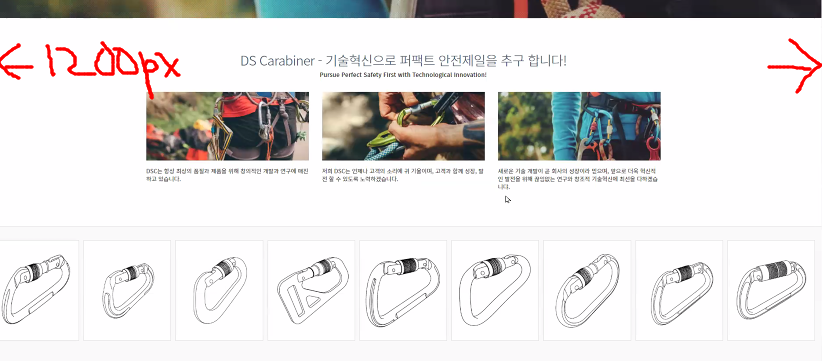 1200px
DS Carabiner - 기술혁신으로 퍼팩트 안전제일을 추구 합니다!
Pursue Perfect Safety First with Technological Innovation!
DSC는 항상 최상의 품질과 제품을 위해 창의적인 개발과 연구에 매진
하고 있습니다.
저희 DSC는 언제나 고객의 소리에 귀 기울이며, 고객과 함께 성장, 발
전 할 수 있도록 노력하겠습니다.
새로운 기술 개발이 곧 회사의 성장이라 믿으며, 앞으로 더욱 혁신적
인 발전을 위해 끊임없는 연구와 창조적 기술혁신에 최선을 다하겠습
니다.